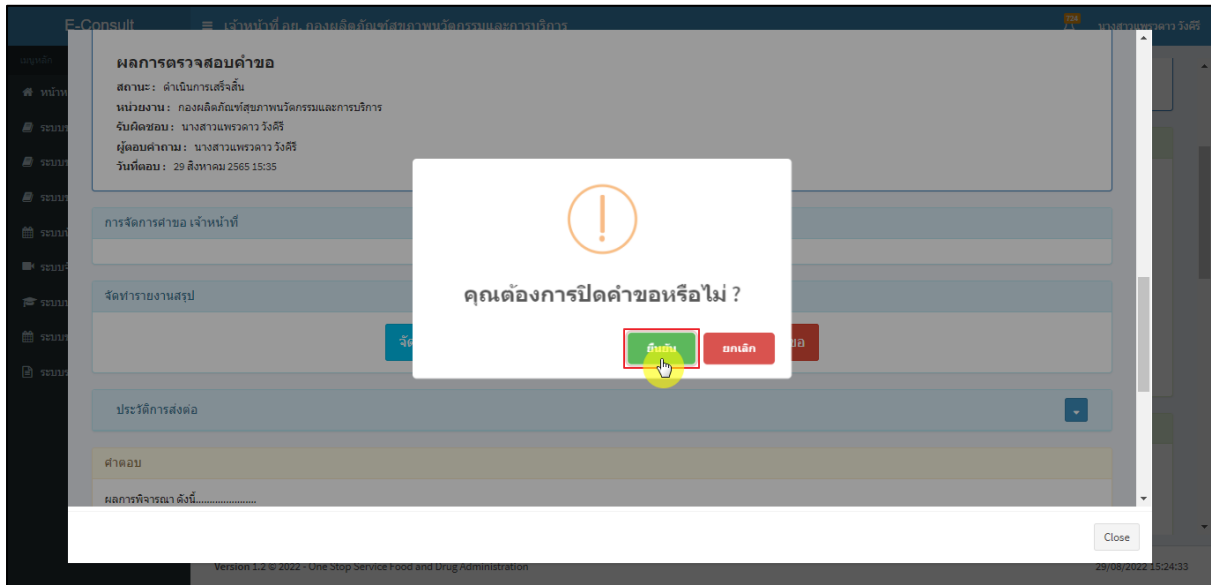 E-Consult
เจ้าหน้าที่ อย. กองผลิตภัณฑ์สุขภาพนวัตกรรมและการบริการ
นางสาวแพรวดาว วังคีรี
เมนูหลัก
ผลการตรวจสอบคำขอ
สถานะ : ดำเนินการเสร็จสิ้น
หน่วยงาน : กองผลิตภัณฑ์สุขภาพนวัตกรรมและการบริการ
รับผิดชอบ : นางสาวแพรวดาว วังคีรี
ผู้ตอบคำถาม : นางสาวแพรวดาว วังคีรี
วันที่ตอบ : 29 สิงหาคม 2565 15:35
การจัดการคำขอ เจ้าหน้าที่
จัดทำรายงานสรุป
คุณต้องการปิดคำขอหรือไม่ ?
ยืนยัน
ยกเลิก
ประวัติการส่งต่อ
คำตอบ
ผลการพิจารณา ดังนี้......................
Close
Version 1.2 © 2022 - One Stop Service Food and Drug Administration
29/08/2022 15:24:33